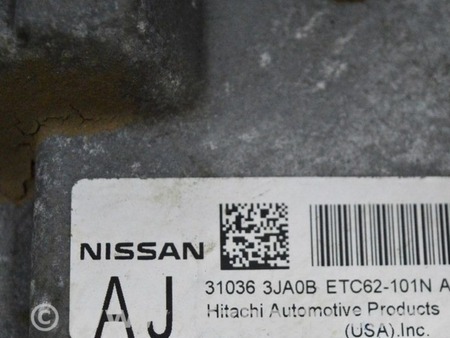 NISSAN
AJ
31036 3JA0B ETC62-101N A
Hitachi Automotive Products
(USA).Inc.
©